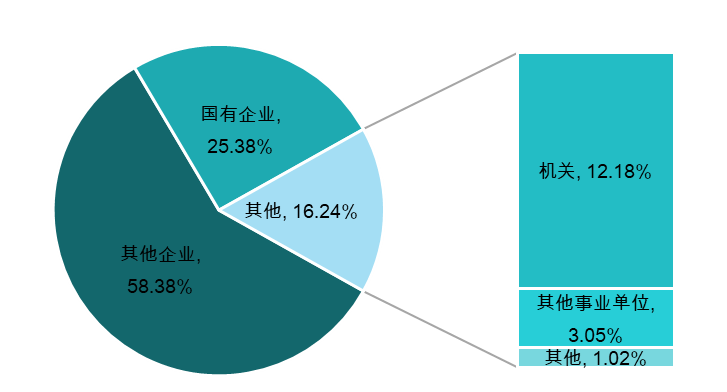 国有企业,
25.38%
其他, 16.24%
其他企业,
58.38%
机关, 12.18%
其他事业单位,
3.05%
其他, 1.02%